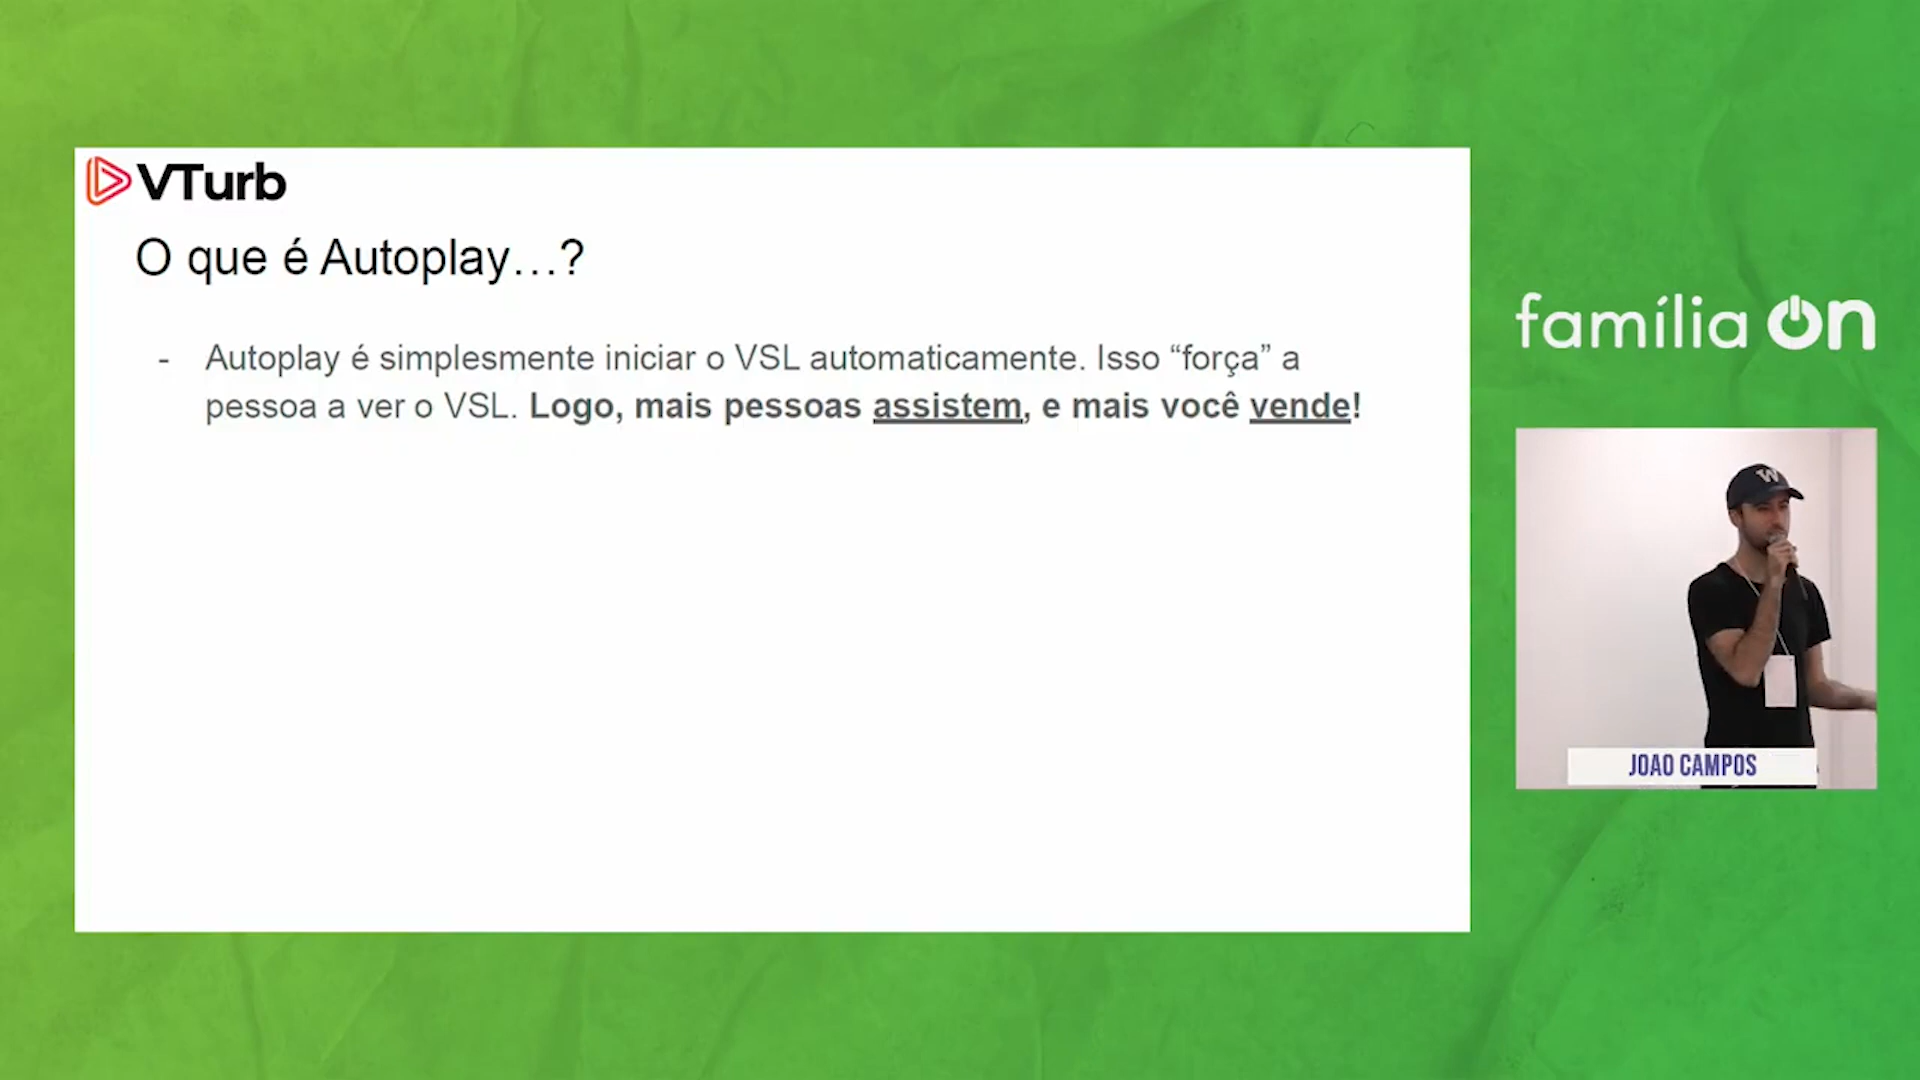 VTurb
O que é Autoplay…?
- Autoplay é simplesmente iniciar o VSL automaticamente. Isso “força” a
pessoa a ver o VSL. Logo, mais pessoas assistem, e mais você vende!
família on
W
JOAO CAMPOS